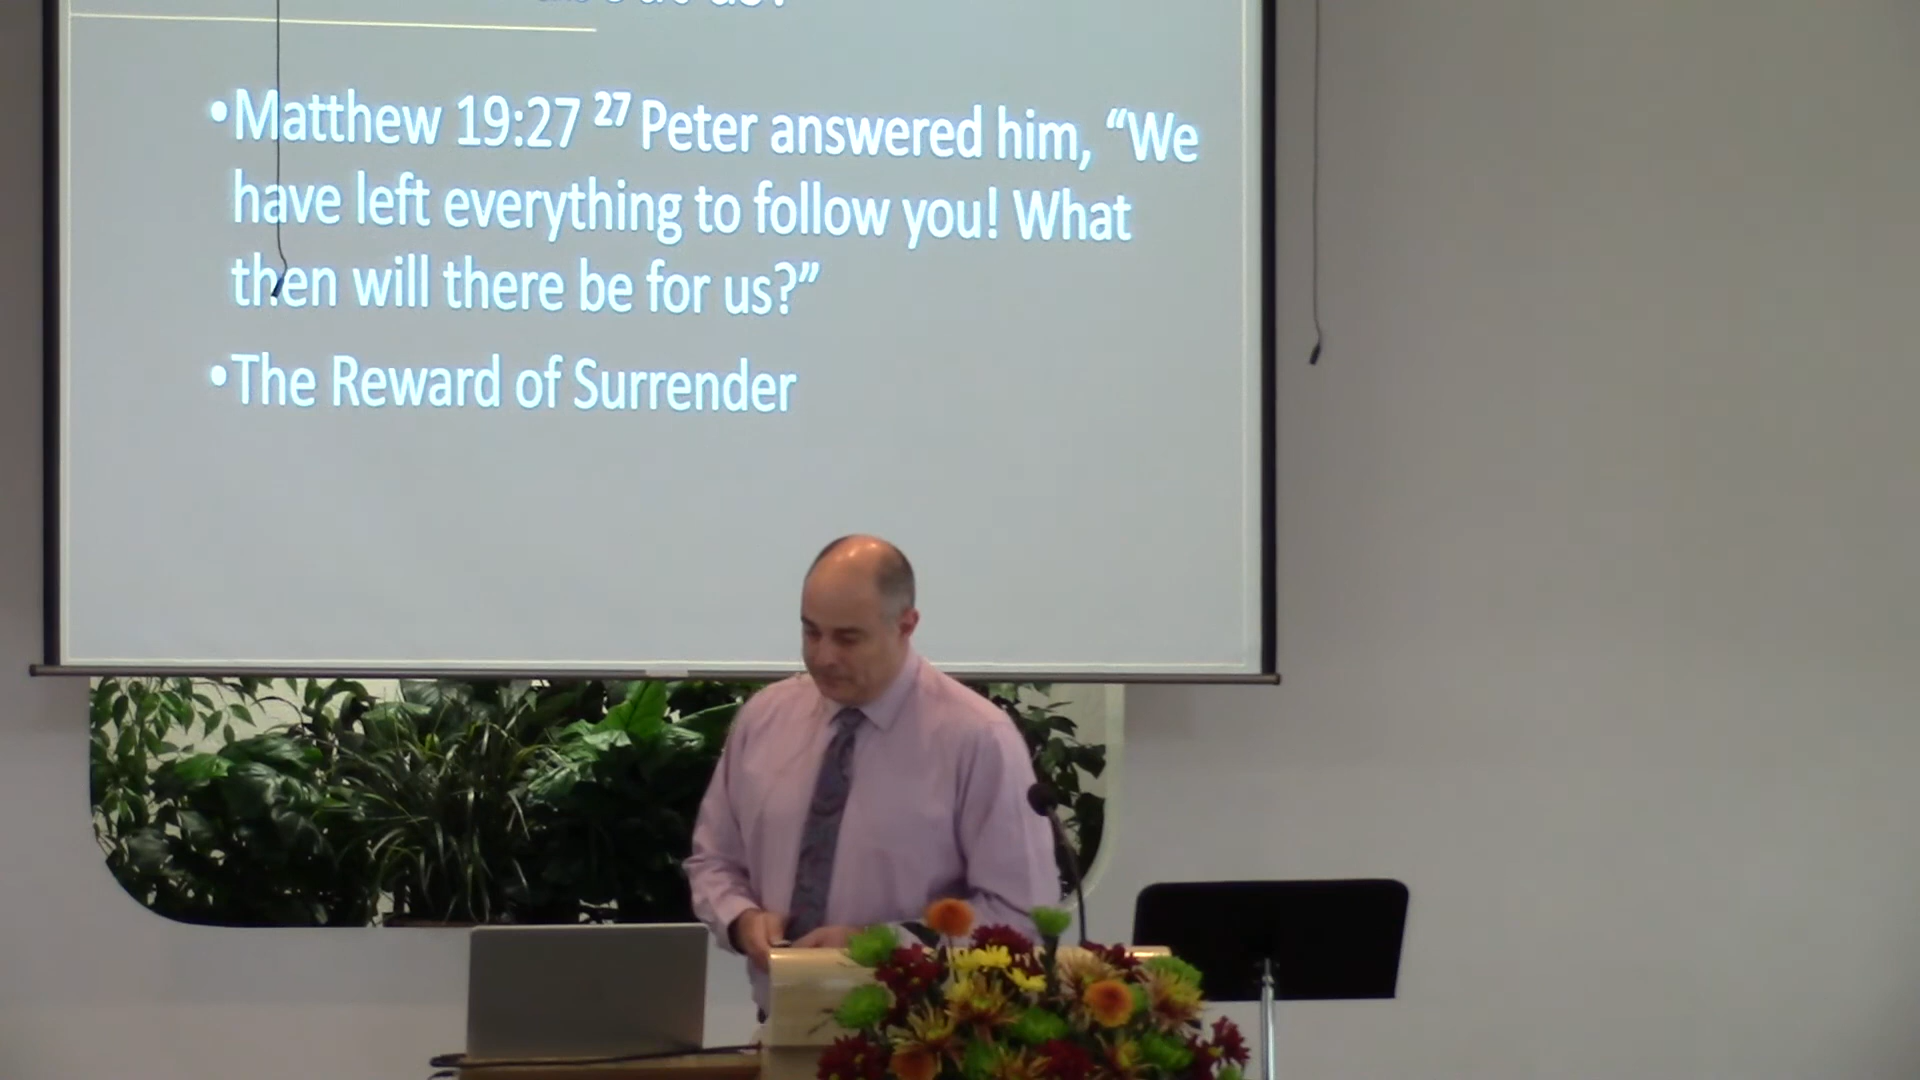 •Matthew 19:27 ²⁷ Peter answered him, “We
have left everything to follow you! What
then will there be for us?”
•The Reward of Surrender